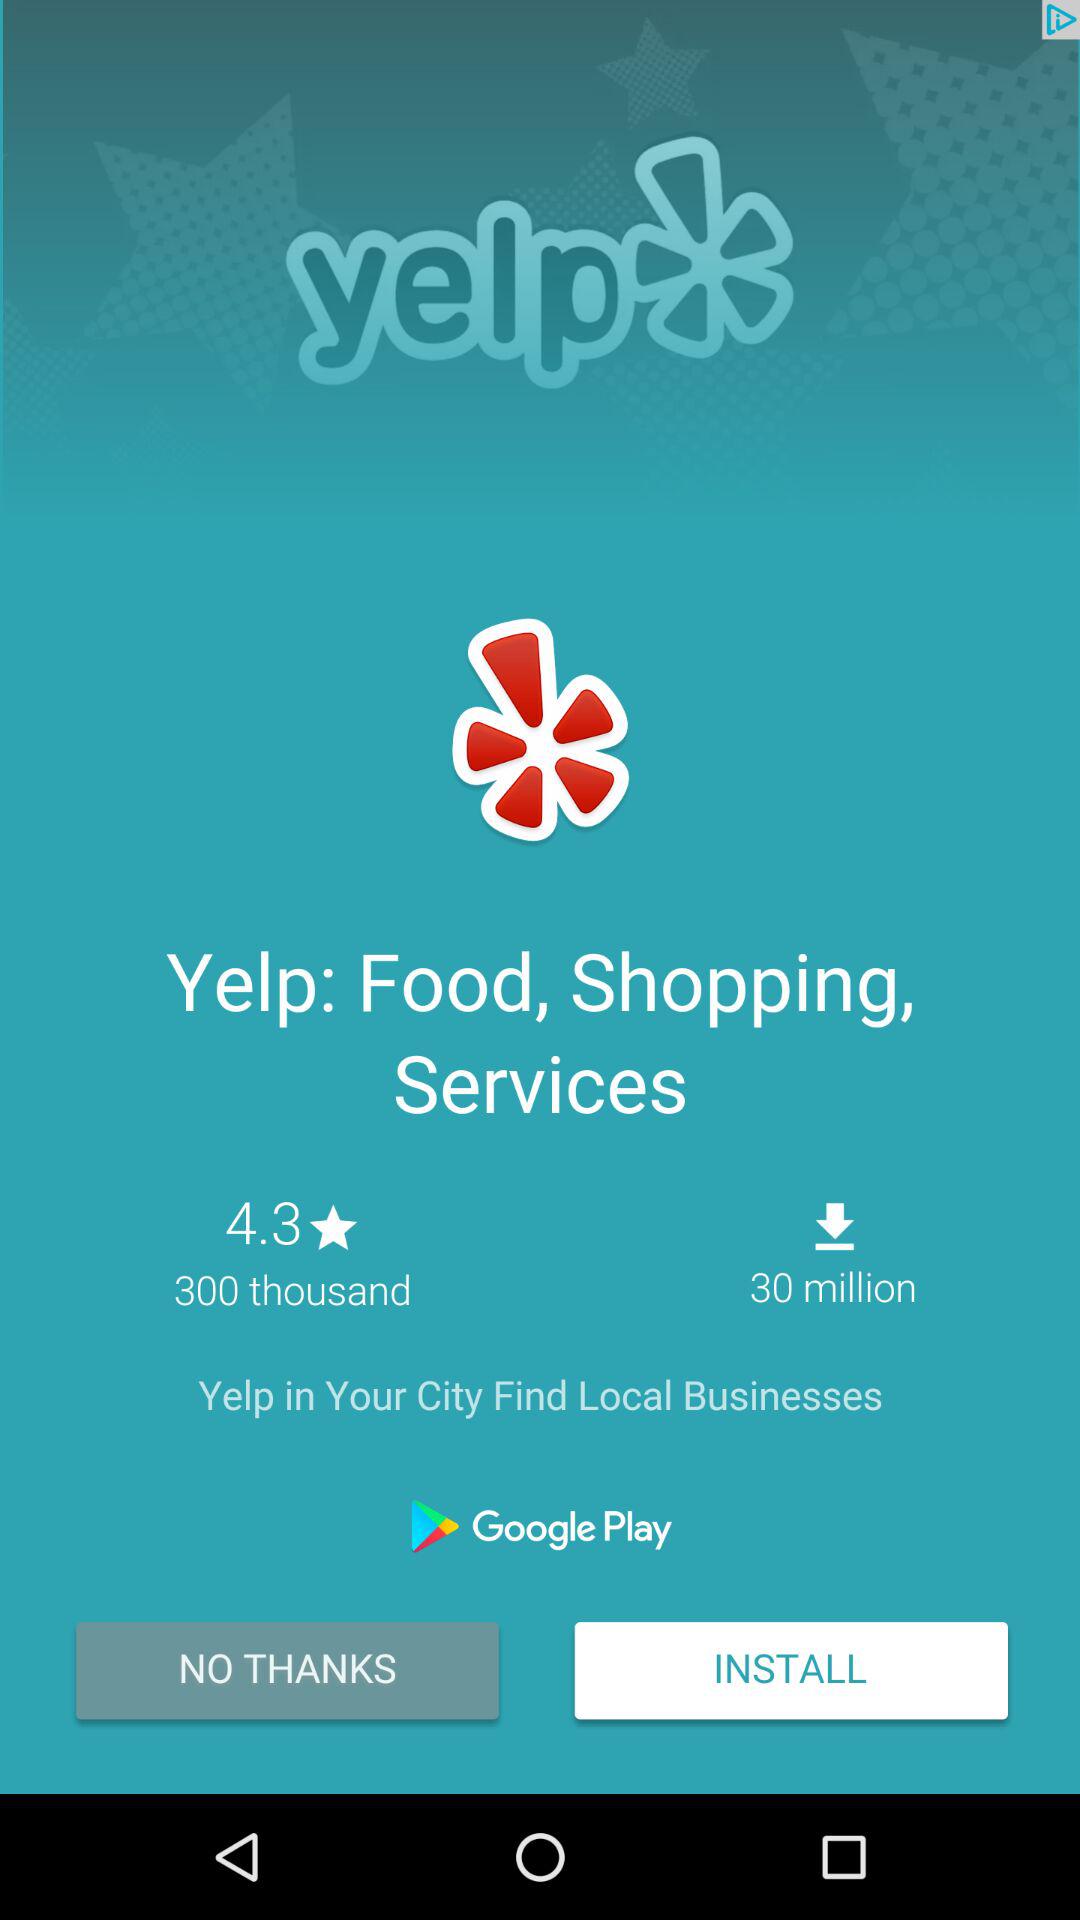 yelp
Yelp: Food, Shopping,
Services
4.3
300 thousand
30 million
Yelp in Your City Find Local Businesses
Google Play
NO THANKS
INSTALL